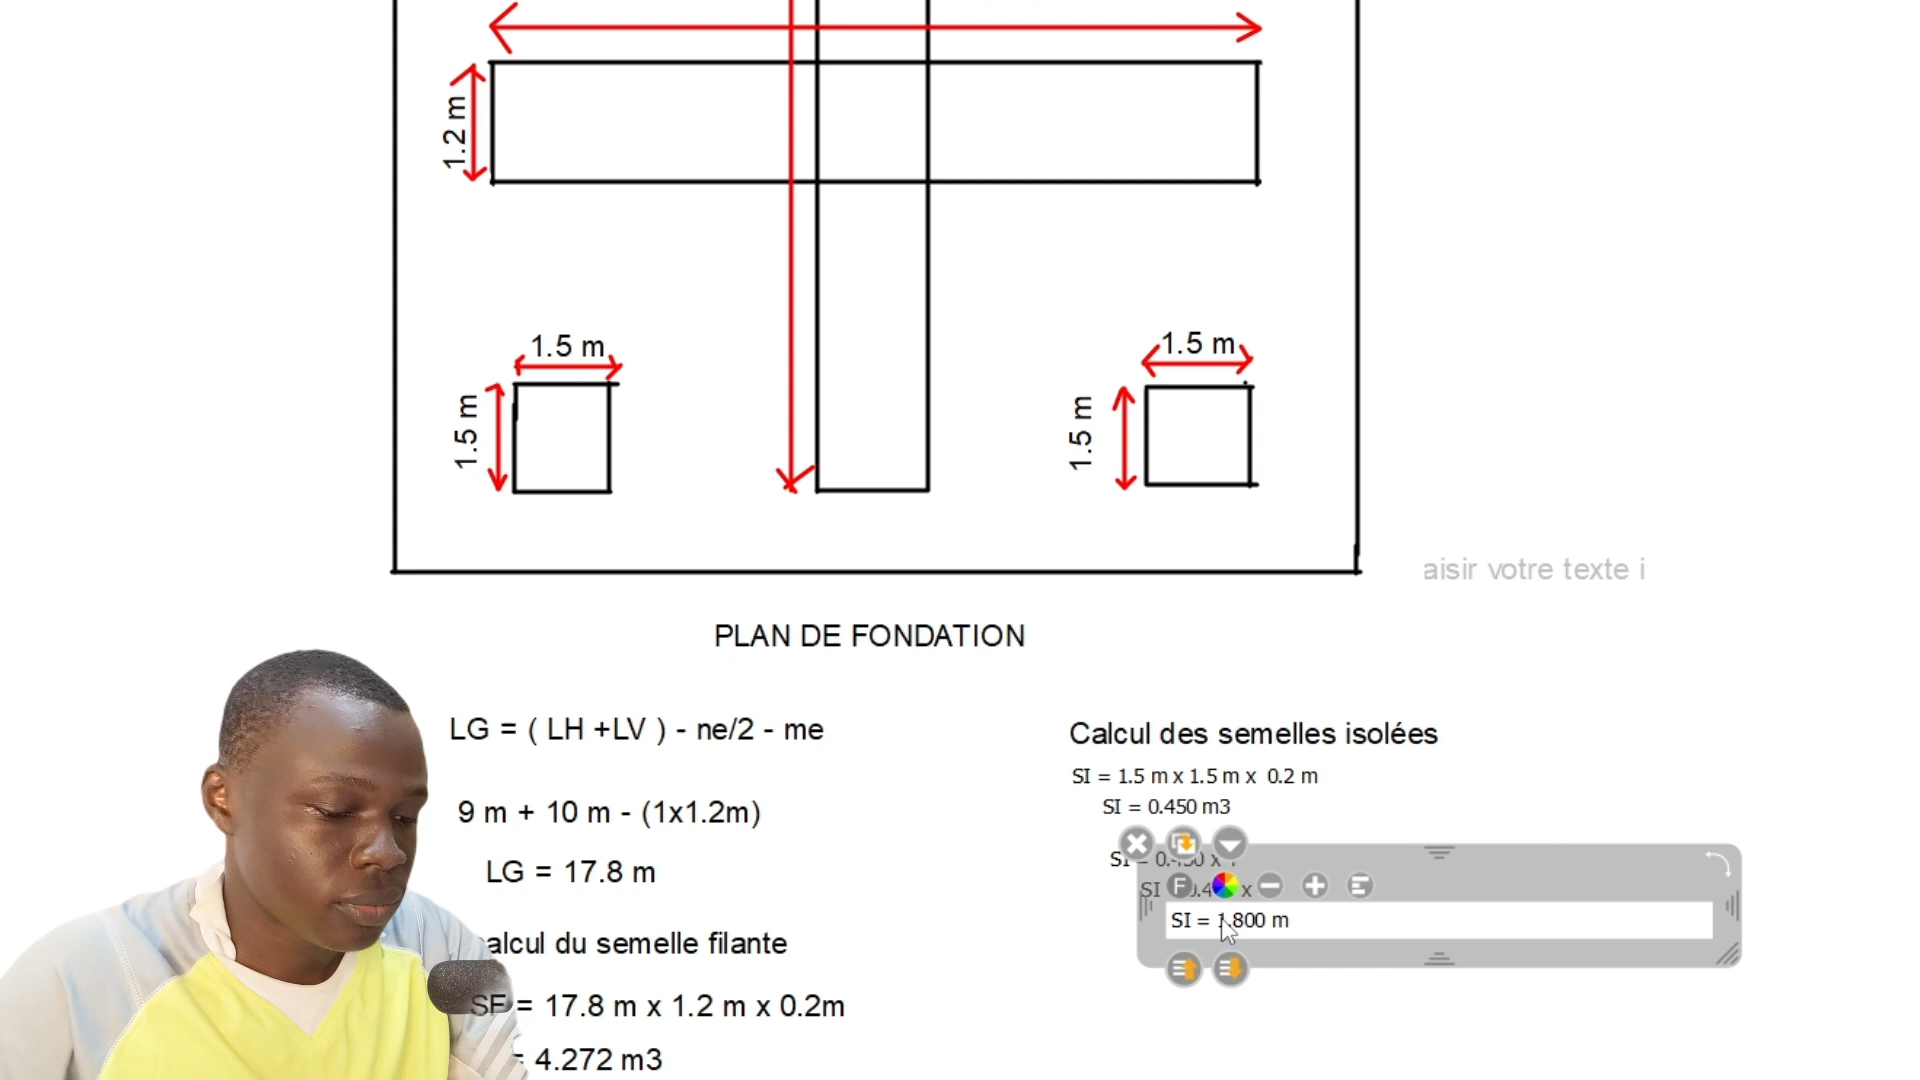 1.2 m
1.5 m
1.5 m
1.5 m
1.5 m
aisir votre texte i
PLAN DE FONDATION
LG = ( LH +LV ) - ne/2 - me
9 m + 10 m - (1x1.2m)
LG = 17.8 m
alcul du semelle filante
SF = 17.8 m x 1.2 m x 0.2m
= 4.272 m3
Calcul des semelles isolées
SI = 1.5 m x 1.5 m x 0.2 m
SI = 0.450 m3
SI = x
SI x
SI = 1.800 m